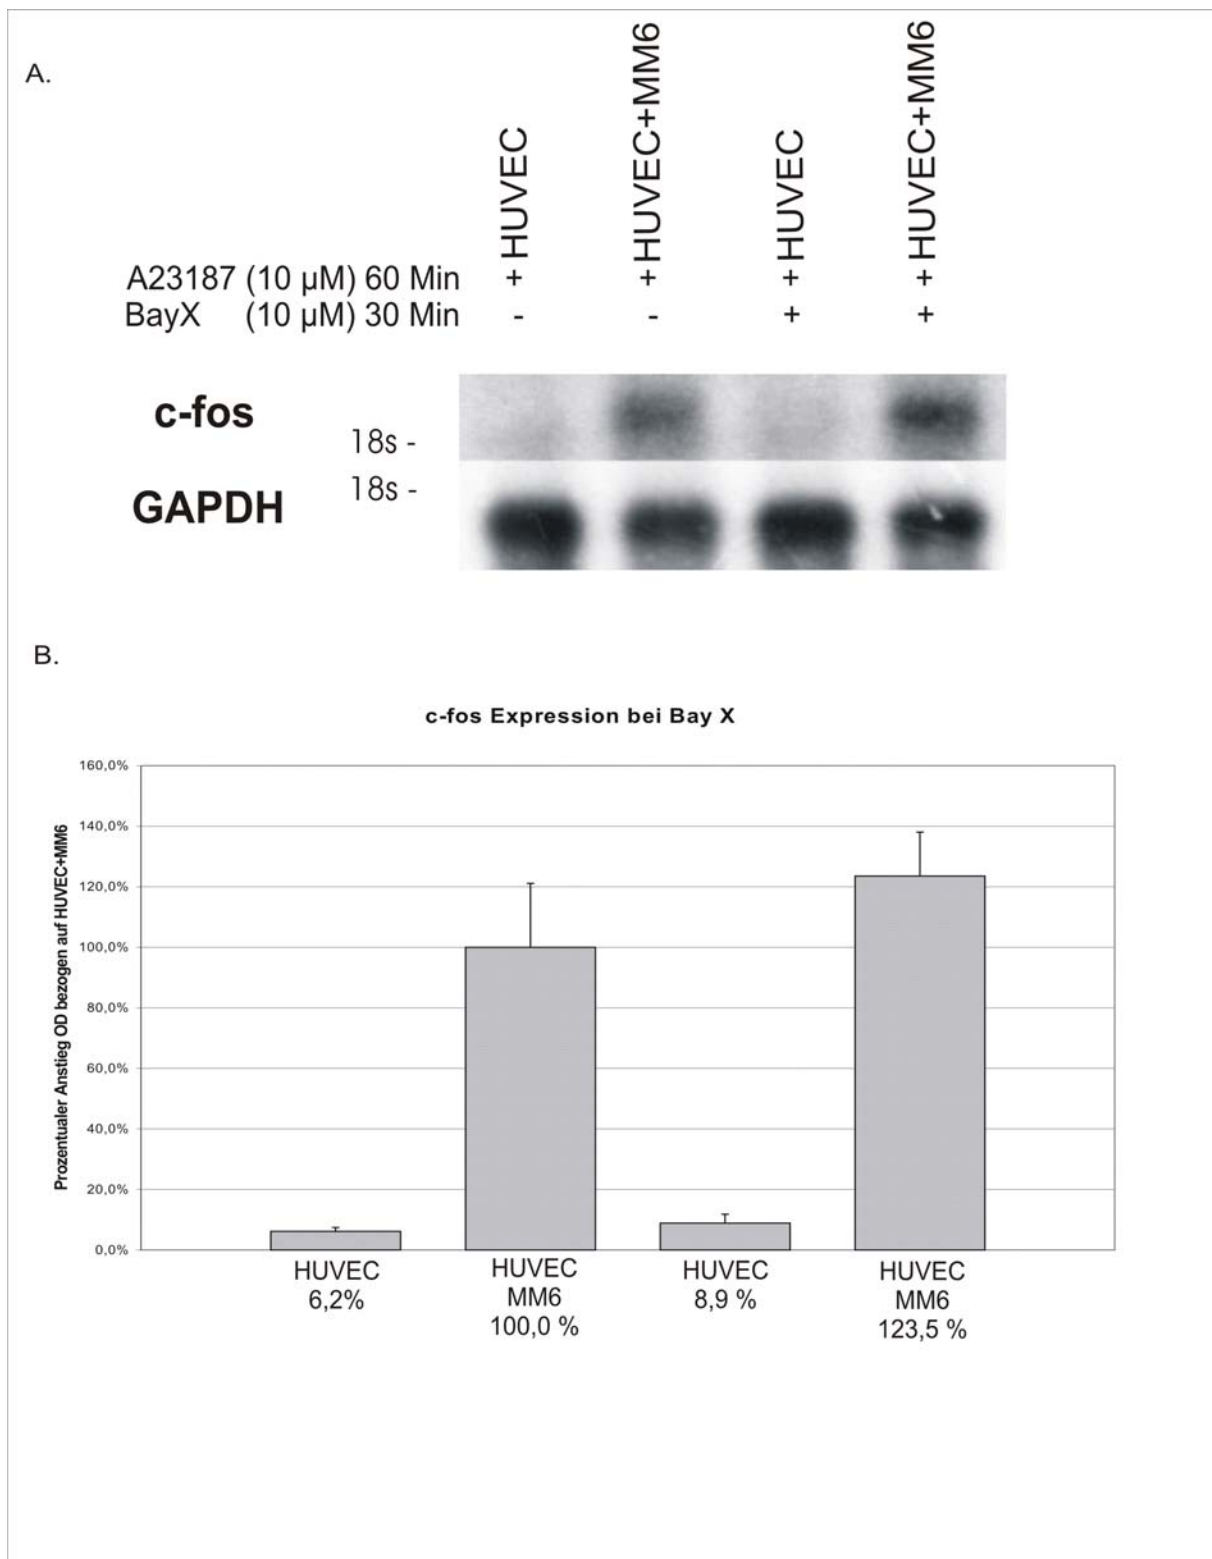 A.
HUVEC
HUVEC+MM6
HUVEC
HUVEC+MM6
A23187 (10 µM) 60 Min + + + +
BayX (10 µM) 30 Min - - + +
c-fos
18s -
18s -
GAPDH
B.
c-fos Expression bei Bay X
Prozentualer Anstieg OD bezogen auf HUVEC+MM6
160,0%
140,0%
120,0%
100,0%
80,0%
60,0%
40,0%
20,0%
0,0%
HUVEC
6,2%
HUVEC
MM6
100,0 %
HUVEC
8,9 %
HUVEC
MM6
123,5 %